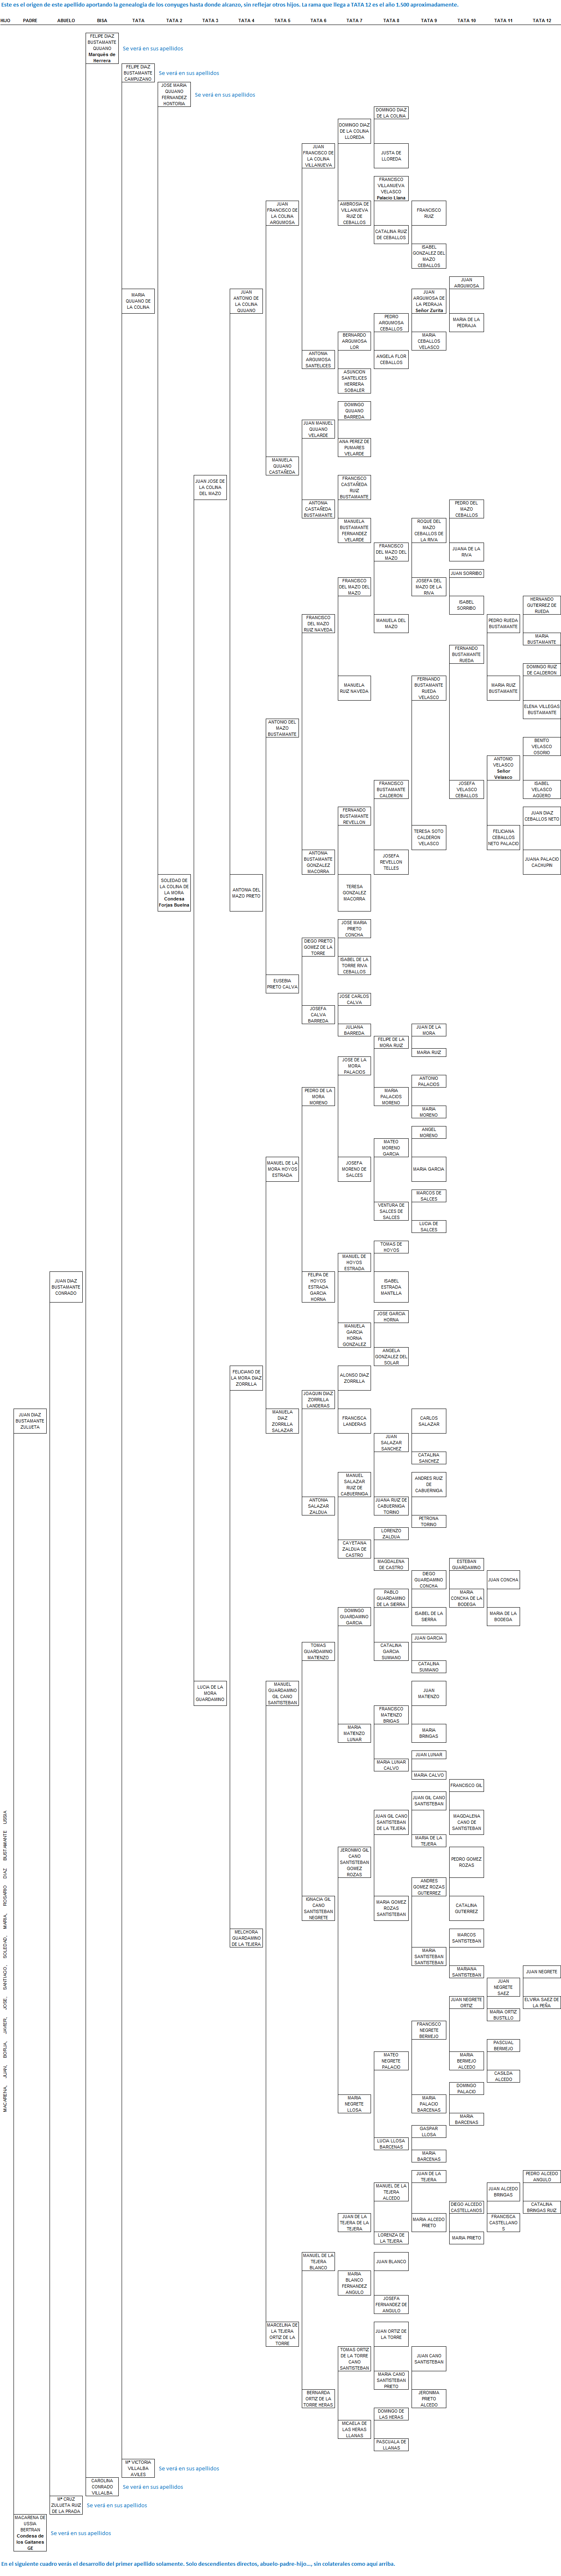 Este es el origen de este apellido aportando la genealogía de los conyuges hasta donde alcanzo, sin reflejar otros hijos. La rama que llega a TATA 12 es el año 1.500 aproximadamente.
HIJO PADRE ABUELO BISA TATA TATA 2 TATA 3 TATA 4 TATA 5 TATA 6 TATA 7 TATA 8 TATA 9 TATA 10 TATA 11 TATA 12
FELIPE DIAZ
BUSTAMANTE
QUIJANO
Marqués de
Herrera
Se verá en sus apellidos
FELIPE DIAZ
BUSTAMANTE
CAMPUZANO
Se verá en sus apellidos
JOSE MARIA
QUIJANO
FERNANDEZ
HONTORIA
Se verá en sus apellidos
DOMINGO DIAZ
DE LA COLINA
DOMINGO DIAZ
DE LA COLINA
LLOREDA
JUAN
FRANCISCO DE
LA COLINA
VILLANUEVA
JUSTA DE
LLOREDA
FRANCISCO
VILLANUEVA
VELASCO
Palacio Llana
JUAN
FRANCISCO DE
LA COLINA
ARGUMOSA
AMBROSIA DE
VILLANUEVA
RUIZ DE
CEBALLOS
FRANCISCO
RUIZ
CATALINA RUIZ
DE CEBALLOS
ISABEL
GONZALEZ DEL
MAZO
CEBALLOS
JUAN
ARGUMOSA
MARIA
QUIJANO DE
LA COLINA
JUAN
ANTONIO DE
LA COLINA
QUIJANO
JUAN
ARGUMOSA DE
LA PEDRAJA
Señor Zurita
PEDRO
ARGUMOSA
CEBALLOS
MARIA DE LA
PEDRAJA
BERNARDO
ARGUMOSA
LOR
MARIA
CEBALLOS
VELASCO
ANTONIA
ARGUMOSA
SANTELICES
ANGELA FLOR
CEBALLOS
ASUNCION
SANTELICES
HERRERA
SOBALER
DOMINGO
QUIJANO
BARREDA
JUAN MANUEL
QUIJANO
VELARDE
ANA PEREZ DE
PUMARES
VELARDE
MANUELA
QUIJANO
CASTAÑEDA
JUAN JOSE DE
LA COLINA
DEL MAZO
FRANCISCO
CASTAÑEDA
RUIZ
BUSTAMANTE
ANTONIA
CASTAÑEDA
BUSTAMANTE
PEDRO DEL
MAZO
CEBALLOS
MANUELA
BUSTAMANTE
FERNANDEZ
VELARDE
ROQUE DEL
MAZO
CEBALLOS DE
LA RIVA
FRANCISCO
DEL MAZO DEL
MAZO
JUANA DE LA
RIVA
JUAN SORRIBO
FRANCISCO
DEL MAZO DEL
MAZO
JOSEFA DEL
MAZO DE LA
RIVA
ISABEL
SORRIBO
HERNANDO
GUTIERREZ DE
RUEDA
FRANCISCO
DEL MAZO
RUIZ NAVEDA
MANUELA DEL
MAZO
PEDRO RUEDA
BUSTAMANTE
MARIA
BUSTAMANTE
FERNANDO
BUSTAMANTE
RUEDA
DOMINGO RUIZ
DE CALDERON
MANUELA
RUIZ NAVEDA
FERNANDO
BUSTAMANTE
RUEDA
VELASCO
MARIA RUIZ
BUSTAMANTE
ELENA VILLEGAS
BUSTAMANTE
ANTONIO DEL
MAZO
BUSTAMANTE
BENITO
VELASCO
OSORIO
ANTONIO
VELASCO
Señor
Velasco
FRANCISCO
BUSTAMANTE
CALDERON
JOSEFA
VELASCO
CEBALLOS
ISABEL
VELASCO
AGÜERO
FERNANDO
BUSTAMANTE
REVELLON
JUAN DIAZ
CEBALLOS NETO
TERESA SOTO
CALDERON
VELASCO
FELICIANA
CEBALLOS
NETO PALACIO
ANTONIA
BUSTAMANTE
GONZALEZ
MACORRA
JOSEFA
REVELLON
TELLES
JUANA PALACIO
CACHUPIN
SOLEDAD DE
LA COLINA DE
LA MORA
Condesa
Forjas Buelna
ANTONIA DEL
MAZO PRIETO
TERESA
GONZALEZ
MACORRA
JOSE MARIA
PRIETO
CONCHA
DIEGO PRIETO
GOMEZ DE LA
TORRE
ISABEL DE LA
TORRE RIVA
CEBALLOS
EUSEBIA
PRIETO CALVA
JOSE CARLOS
CALVA
JOSEFA
CALVA
BARREDA
JULIANA
BARREDA
JUAN DE LA
MORA
FELIPE DE LA
MORA RUIZ
MARIA RUIZ
JOSE DE LA
MORA
PALACIOS
ANTONIO
PALACIOS
PEDRO DE LA
MORA
MORENO
MARIA
PALACIOS
MORENO
MARIA
MORENO
ANGEL
MORENO
MATEO
MORENO
GARCIA
MANUEL DE LA
MORA HOYOS
ESTRADA
JOSEFA
MORENO DE
SALCES
MARIA GARCIA
MARCOS DE
SALCES
VENTURA DE
SALCES DE
SALCES
LUCIA DE
SALCES
TOMAS DE
HOYOS
MANUEL DE
HOYOS
ESTRADA
JUAN DIAZ
BUSTAMANTE
CONRADO
FELIPA DE
HOYOS
ESTRADA
GARCIA
HORNA
ISABEL
ESTRADA
MANTILLA
JOSE GARCIA
HORNA
MANUELA
GARCIA
HORNA
GONZALEZ
ANGELA
GONZALEZ DEL
SOLAR
FELICIANO DE
LA MORA DIAZ
ZORRILLA
ALONSO DIAZ
ZORRILLA
JOAQUIN DIAZ
ZORRILLA
LANDERAS
JUAN DIAZ
BUSTAMANTE
ZULUETA
MANUELA
DIAZ
ZORRILLA
SALAZAR
FRANCISCA
LANDERAS
CARLOS
SALAZAR
JUAN
SALAZAR
SANCHEZ
CATALINA
SANCHEZ
MANUEL
SALAZAR
RUIZ DE
CABUERNIGA
ANDRES RUIZ
DE
CABUERNIGA
ANTONIA
SALAZAR
ZALDUA
JUANA RUIZ DE
CABUERNIGA
TORINO
PETRONA
TORINO
LORENZO
ZALDUA
CAYETANA
ZALDUA DE
CASTRO
MAGDALENA
DE CASTRO
ESTEBAN
GUARDAMINO
DIEGO
GUARDAMINO
CONCHA
JUAN CONCHA
PABLO
GUARDAMINO
DE LA SIERRA
MARIA
CONCHA DE LA
BODEGA
DOMINGO
GUARDAMINO
GARCIA
ISABEL DE LA
SIERRA
MARIA DE LA
BODEGA
JUAN GARCIA
TOMAS
GUARDAMINO
MATIENZO
CATALINA
GARCIA
SUMANO
CATALINA
SUMANO
LUCIA DE LA
MORA
GUARDAMINO
MANUEL
GUARDAMINO
GIL CANO
SANTISTEBAN
JUAN
MATIENZO
FRANCISCO
MATIENZO
BRIGAS
MARIA
MATIENZO
LUNAR
MARIA
BRINGAS
JUAN LUNAR
MARIA LUNAR
CALVO
MARIA CALVO
FRANCISCO GIL
JUAN GIL CANO
SANTISTEBAN
JUAN GIL CANO
SANTISTEBAN
DE LA TEJERA
MAGDALENA
CANO DE
SANTISTEBAN
MARIA DE LA
TEJERA
JERONIMO GIL
CANO
SANTISTEBAN
GOMEZ
ROZAS
PEDRO GOMEZ
ROZAS
ANDRES
GOMEZ ROZAS
GUTIERREZ
IGNACIA GIL
CANO
SANTISTEBAN
NEGRETE
MARIA GOMEZ
ROZAS
SANTISTEBAN
CATALINA
GUTERREZ
MELCHORA
GUARDAMINO
DE LA TEJERA
MARCOS
SANTISTEBAN
MARIA
SANTISTEBAN
SANTISTEBAN
MARIANA
SANTISTEBAN
JUAN NEGRETE
JUAN
NEGRETE
SAEZ
JUAN NEGRETE
ORTIZ
ELVIRA SAEZ DE
LA PEÑA
MARIA ORTIZ
BUSTILLO
FRANCISCO
NEGRETE
BERMEJO
PASCUAL
BERMEJO
MATEO
NEGRETE
PALACIO
MARIA
BERMEJO
ALCEDO
CASILDA
ALCEDO
DOMINGO
PALACIO
MARIA
NEGRETE
LLOSA
MARIA
PALACIO
BARCENAS
MARIA
BARCENAS
GASPAR
LLOSA
LUCIA LLOSA
BARCENAS
MARIA
BARCENAS
MACARENA, JUAN, BORJA, JAVIER, JOSE, SANTIAGO, SOLEDAD, MARIA, ROSARIO DIAZ BUSTAMANTE USSIA
JUAN DE LA
TEJERA
PEDRO ALCEDO
ANGULO
MANUEL DE LA
TEJERA
ALCEDO
JUAN ALCEDO
BRINGAS
DIEGO ALCEDO
CASTELLANOS
CATALINA
BRINGAS RUIZ
JUAN DE LA
TEJERA DE LA
TEJERA
MARIA ALCEDO
PRIETO
FRANCISCA
CASTELLANO
S
LORENZA DE
LA TEJERA
MARIA PRIETO
MANUEL DE LA
TEJERA
BLANCO
JUAN BLANCO
MARIA
BLANCO
FERNANDEZ
ANGULO
JOSEFA
FERNANDEZ DE
ANGULO
MARCELINA DE
LA TEJERA
ORTIZ DE LA
TORRE
JUAN ORTIZ DE
LA TORRE
TOMAS ORTIZ
DE LA TORRE
CANO
SANTISTEBAN
JUAN CANO
SANTISTEBAN
MARIA CANO
SANTISTEBAN
PRIETO
BERNARDA
ORTIZ DE LA
TORRE HERAS
JERONIMA
PRIETO
ALCEDO
DOMINGO DE
LAS HERAS
MICAELA DE
LAS HERAS
LLANAS
PASCUALA DE
LLANAS
Mª VICTORIA
VILLALBA
AVILES
Se verá en sus apellidos
CAROLINA
CONRADO
VILLALBA
Se verá en sus apellidos
Mª CRUZ
ZULUETA RUIZ
DE LA PRADA
Se verá en sus apellidos
MACARENA DE
USSIA
BERTRAN
Condesa de
los Gaitanes
GE
Se verá en sus apellidos
En el siguiente cuadro verás el desarrollo del primer apellido solamente. Solo descendientes directos, abuelo-padre-hijo..., sin colaterales como aquí arriba.